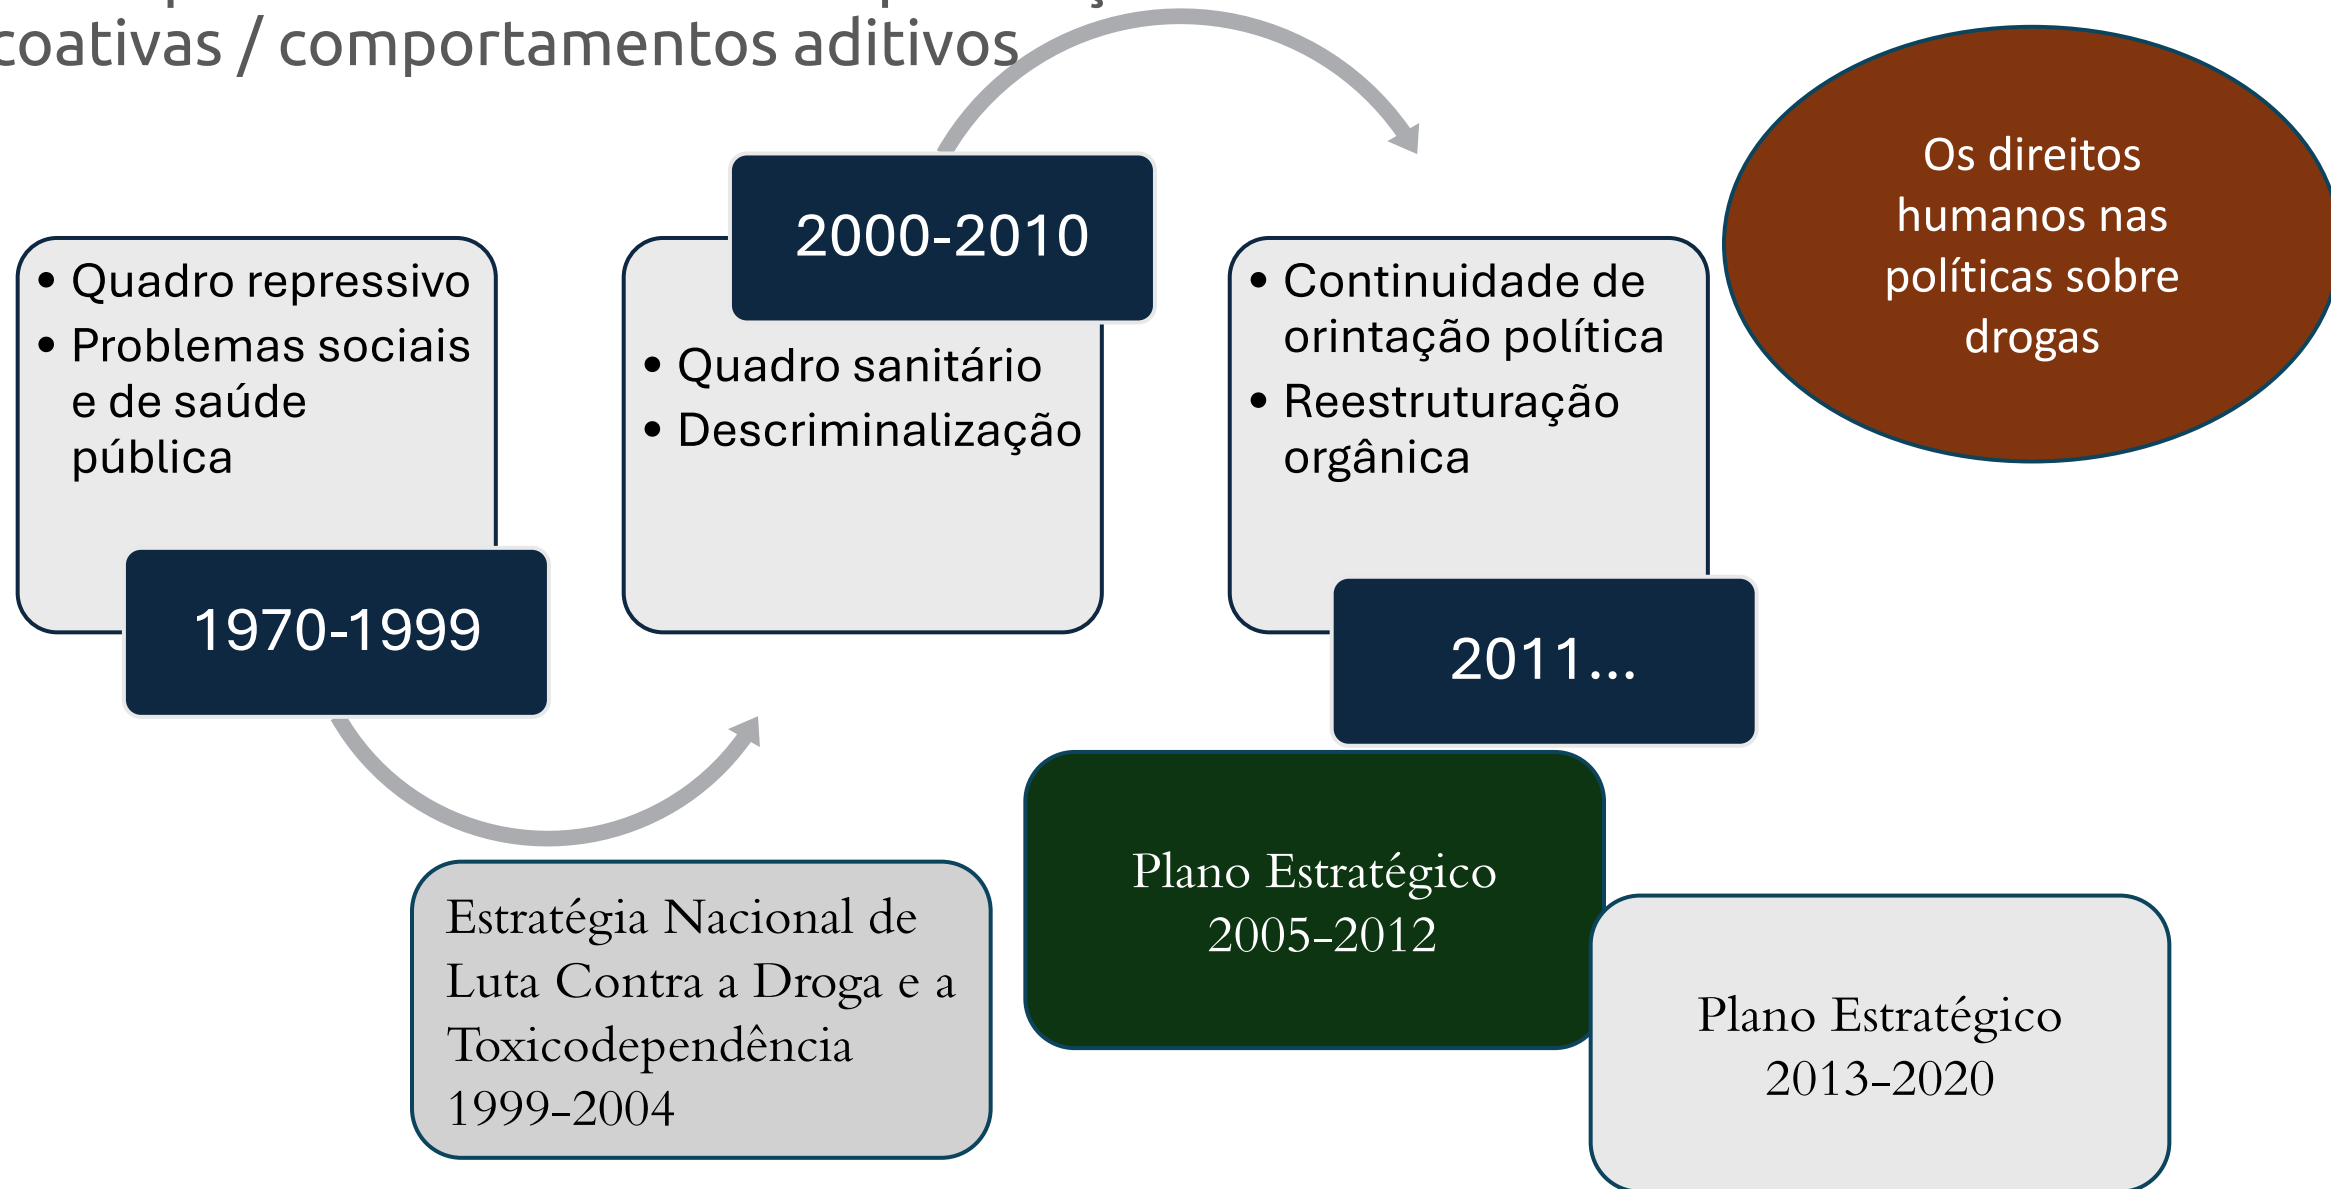 coativas / comportamentos aditivos
• Quadro repressivo
• Problemas sociais
e de saúde
pública
1970-1999
2000-2010
• Quadro sanitário
• Descriminalização
• Continuidade de
orintação política
• Reestruturação
orgânica
2011...
Os direitos
humanos nas
políticas sobre
drogas
Estratégia Nacional de
Luta Contra a Droga e a
Toxicodependência
1999-2004
Plano Estratégico
2005-2012
Plano Estratégico
2013-2020